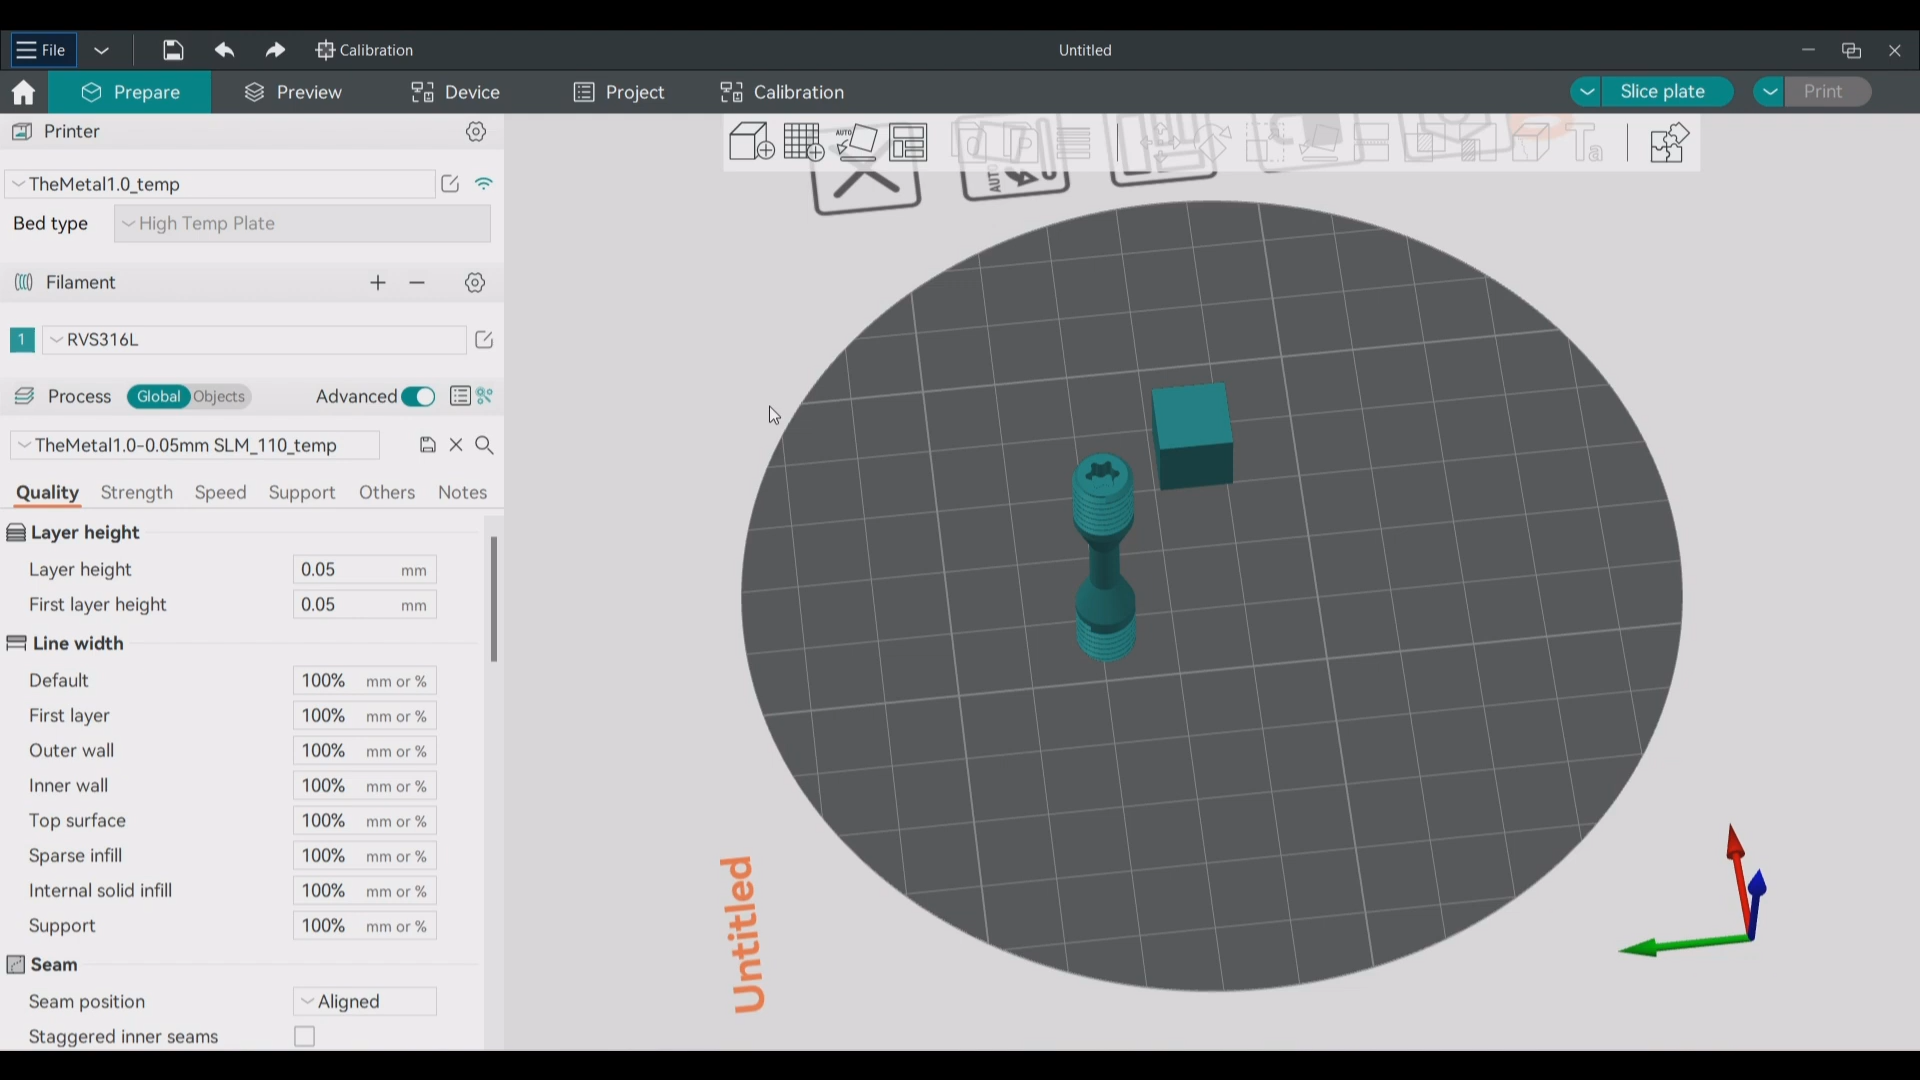 File
Calibration
Untitled
Prepare
Preview
Device
Project
Calibration
Slice plate
Print
Printer
AUTO
AUTO
Ta
TheMetal1.0_temp
Bed type
High Temp Plate
Filament
1
RVS316L
Process
Global
Objects
Advanced
TheMetal1.0-0.05mm SLM_110_temp
Quality
Strength
Speed
Support
Others
Notes
Layer height
Layer height 0.05 mm
First layer height 0.05 mm
Line width
Default 100% mm or %
First layer 100% mm or %
Outer wall 100% mm or %
Inner wall 100% mm or %
Top surface 100% mm or %
Sparse infill 100% mm or %
Internal solid infill 100% mm or %
Support 100% mm or %
Seam
Seam position Aligned
Staggered inner seams
Untitled